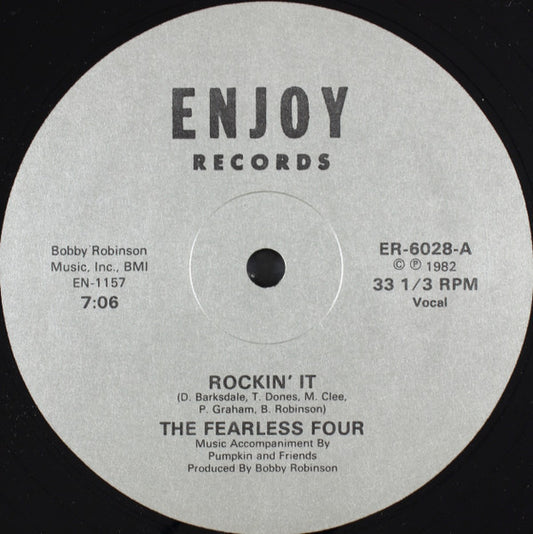 ENJOY
RECORDS
Bobby Robinson
Music, Inc., BMI
EN-1157
7:06
ER-6028-A
© ℗ 1982
33 1/3 RPM
Vocal
ROCKIN' IT
(D. Barksdale, T. Dones, M. Clee,
P. Graham, B. Robinson)
THE FEARLESS FOUR
Music Accompaniment By
Pumpkin and Friends
Produced By Bobby Robinson